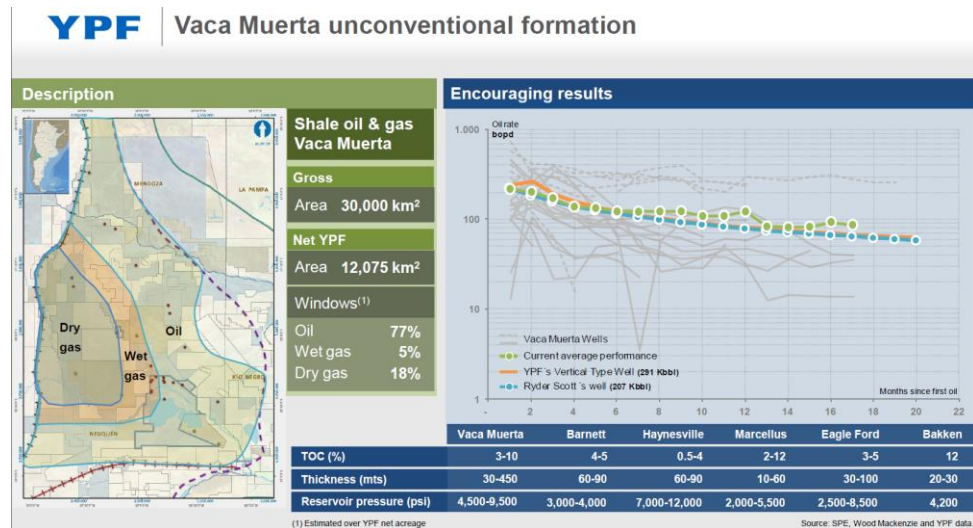 YPF
Vaca Muerta unconventional formation
Description
MENDOZA
LA PAMPA
RIO NEGRO
NEUQUÉN
Dry
gas
Wet
gas
Oil
Shale oil & gas
Vaca Muerta
Gross
Area 30,000 km²
Net YPF
Area 12,075 km²
Windows(1)
Oil 77%
Wet gas 5%
Dry gas 18%
Encouraging results
Oil rate
bopd
1.000
100
10
1
Vaca Muerta Wells
Current average performance
YPF´s Vertical Type Well (291 Kbbl)
Ryder Scott´s well (207 Kbbl)
Months since first oil
- 2 4 6 8 10 12 14 16 18 20 22
Vaca Muerta Barnett Haynesville Marcellus Eagle Ford Bakken
TOC (%) 3-10 4-5 0.5-4 2-12 3-5 12
Thickness (mts) 30-450 60-90 60-90 10-60 30-100 20-30
Reservoir pressure (psi) 4,500-9,500 3,000-4,000 7,000-12,000 2,000-5,500 2,500-8,500 4,200
(1) Estimated over YPF net acreage
Source: SPE, Wood Mackenzie and YPF data